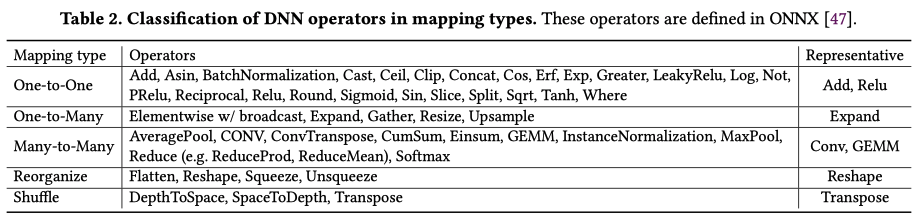 Table 2. Classification of DNN operators in mapping types. These operators are defined in ONNX [47].
Mapping type Operators Representative
One-to-One Add, Asin, BatchNormalization, Cast, Ceil, Clip, Concat, Cos, Erf, Exp, Greater, LeakyRelu, Log, Not, Add, Relu
PRelu, Reciprocal, Relu, Round, Sigmoid, Sin, Slice, Split, Sqrt, Tanh, Where
One-to-Many Elementwise w/ broadcast, Expand, Gather, Resize, Upsample Expand
Many-to-Many AveragePool, CONV, ConvTranspose, CumSum, Einsum, GEMM, InstanceNormalization, MaxPool, Conv, GEMM
Reduce (e.g. ReduceProd, ReduceMean), Softmax
Reorganize Flatten, Reshape, Squeeze, Unsqueeze Reshape
Shuffle DepthToSpace, SpaceToDepth, Transpose Transpose